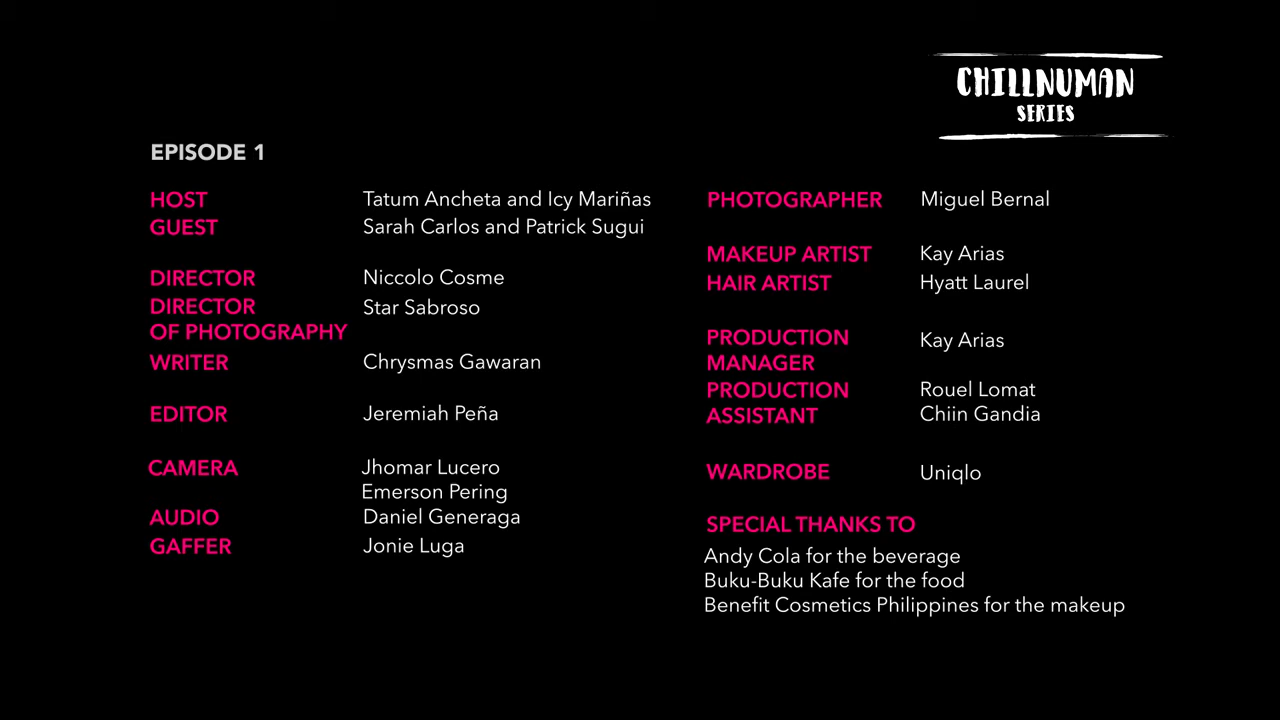 CHILLNUMAN
SERIES
EPISODE 1
HOST Tatum Ancheta and Icy Mariñas
GUEST Sarah Carlos and Patrick Sugui
DIRECTOR Niccolo Cosme
DIRECTOR Star Sabroso
OF PHOTOGRAPHY
WRITER Chrysmas Gawaran
EDITOR Jeremiah Peña
CAMERA Jhomar Lucero
Emerson Pering
AUDIO Daniel Generaga
GAFFER Jonie Luga
PHOTOGRAPHER Miguel Bernal
MAKEUP ARTIST Kay Arias
HAIR ARTIST Hyatt Laurel
PRODUCTION Kay Arias
MANAGER
PRODUCTION Rouel Lomat
ASSISTANT Chiin Gandia
WARDROBE Uniqlo
SPECIAL THANKS TO
Andy Cola for the beverage
Buku-Buku Kafe for the food
Benefit Cosmetics Philippines for the makeup